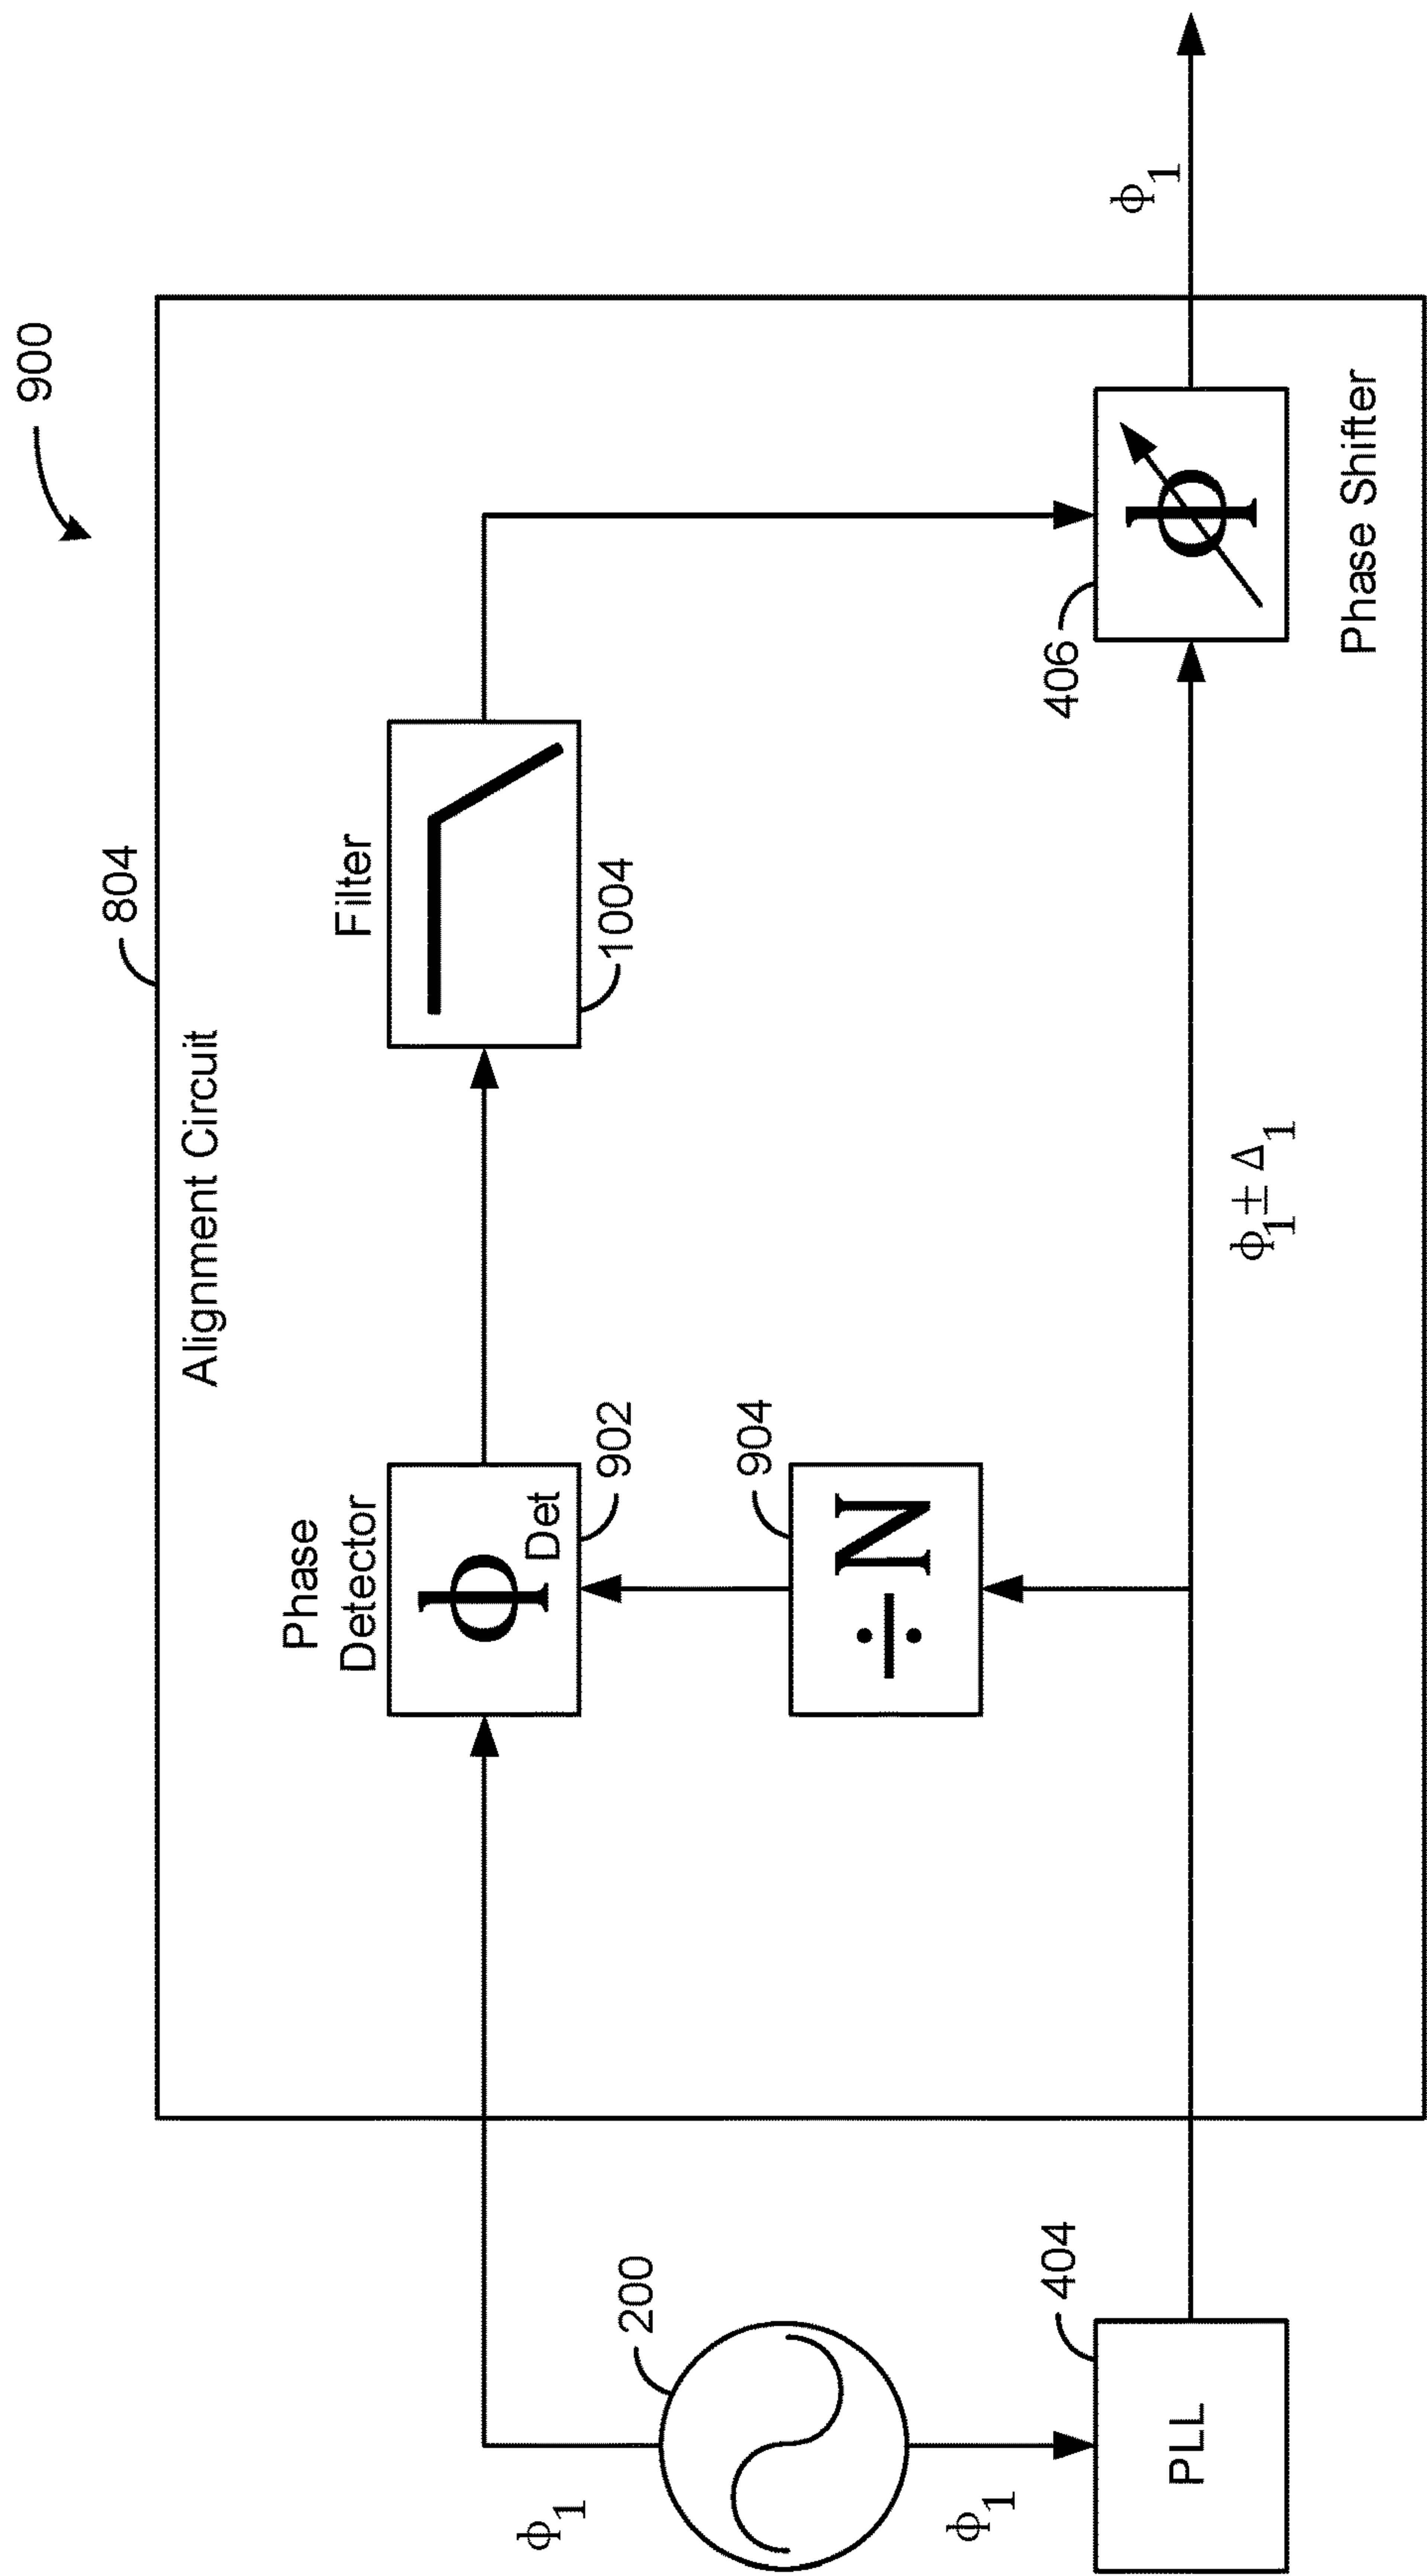 900
804
Alignment Circuit
Phase
Detector
Filter
Φ Det
902
1004
904
÷ N
ϕ1
200
ϕ1
404
PLL
ϕ1 ± Δ1
406
Φ
Phase Shifter
ϕ1